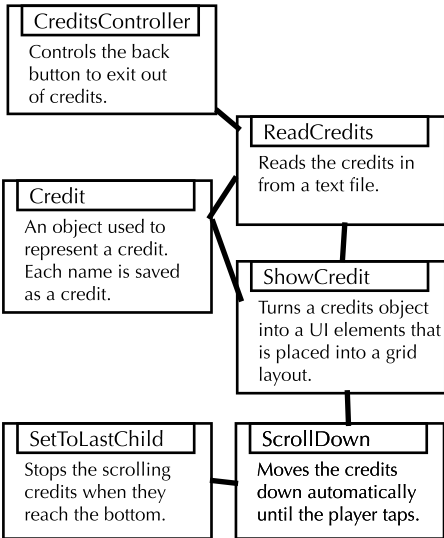 CreditsController
Controls the back
button to exit out
of credits.
ReadCredits
Reads the credits in
from a text file.
Credit
An object used to
represent a credit.
Each name is saved
as a credit.
ShowCredit
Turns a credits object
into a UI elements that
is placed into a grid
layout.
SetToLastChild
Stops the scrolling
credits when they
reach the bottom.
ScrollDown
Moves the credits
down automatically
until the player taps.